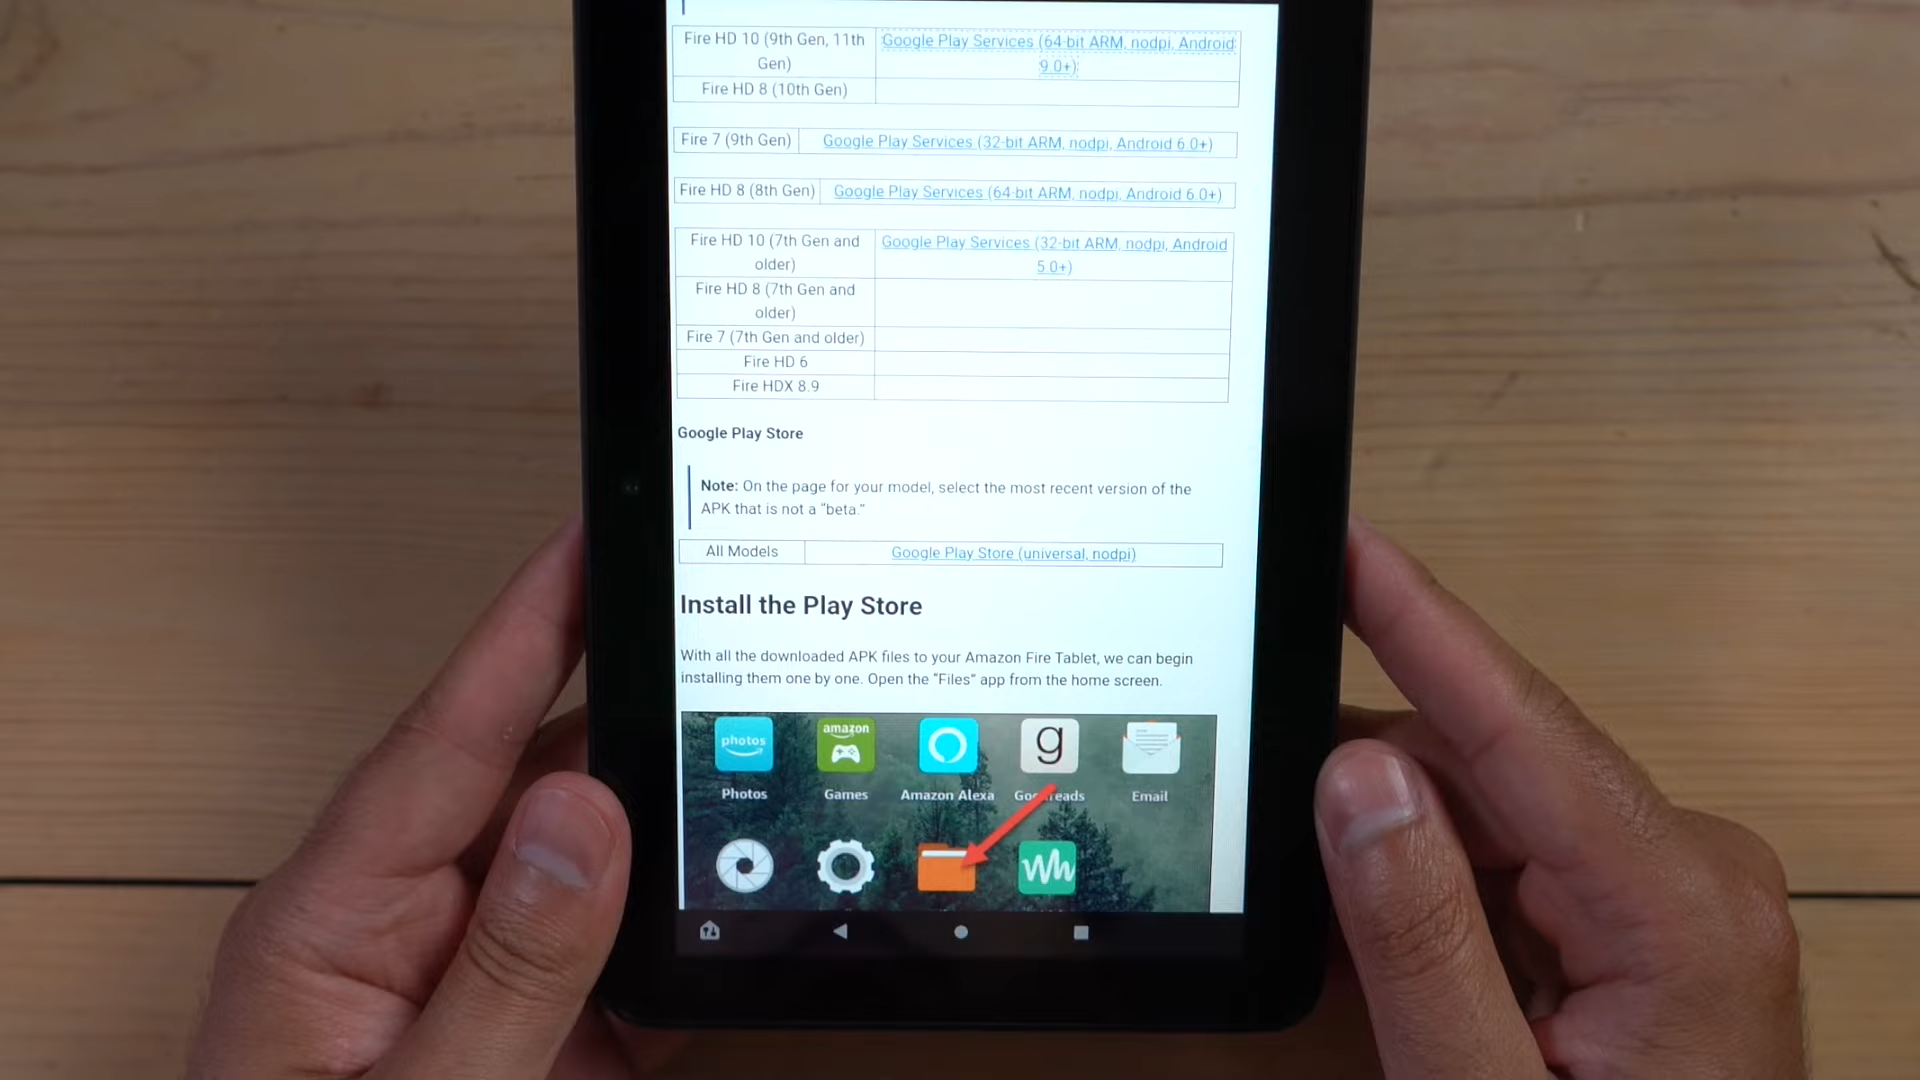 Fire HD 10 (9th Gen, 11th
Gen)
Google Play Services (64-bit ARM, nodpi, Android
9.0+)
Fire HD 8 (10th Gen)
Fire 7 (9th Gen)
Google Play Services (32-bit ARM, nodpi, Android 6.0+)
Fire HD 8 (8th Gen)
Google Play Services (64-bit ARM, nodpi, Android 6.0+)
Fire HD 10 (7th Gen and
older)
Google Play Services (32-bit ARM, nodpi, Android
5.0+)
Fire HD 8 (7th Gen and
older)
Fire 7 (7th Gen and older)
Fire HD 6
Fire HDX 8.9
Google Play Store
Note: On the page for your model, select the most recent version of the
APK that is not a “beta.”
All Models
Google Play Store (universal, nodpi)
Install the Play Store
With all the downloaded APK files to your Amazon Fire Tablet, we can begin
installing them one by one. Open the “Files” app from the home screen.
photos
amazon
g
Photos
Games
Amazon Alexa
Email
Wh